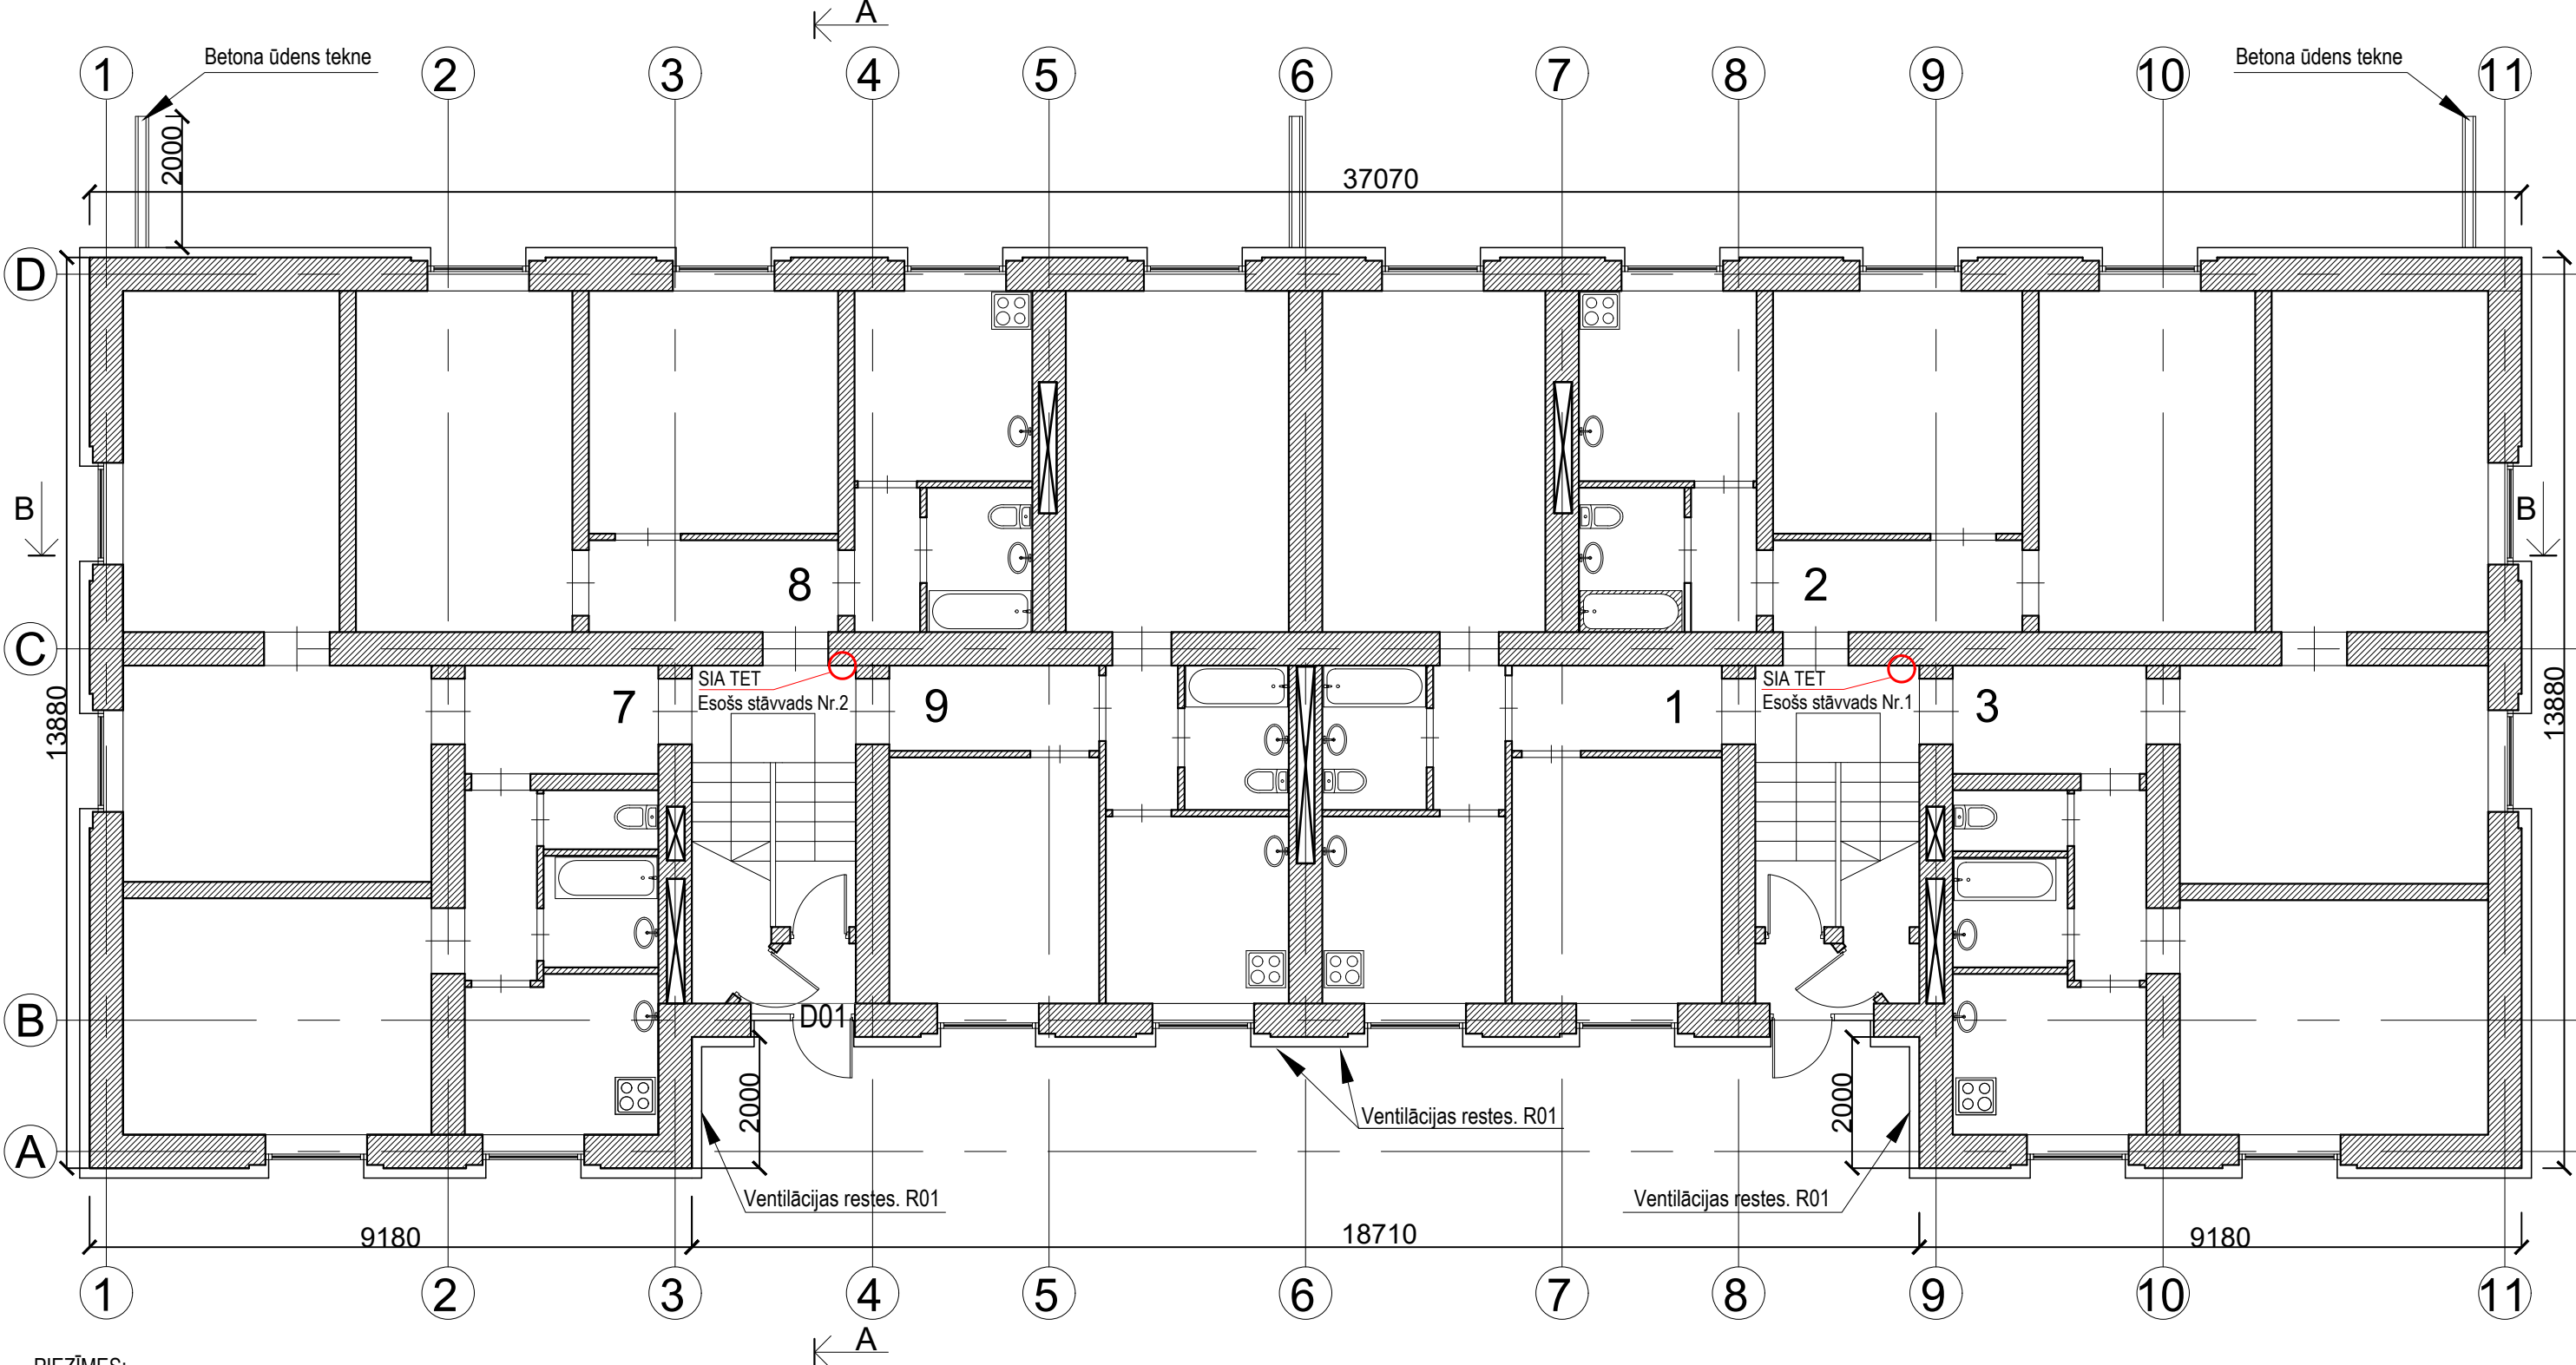 A
Betona ūdens tekne
Betona ūdens tekne
1 2 3 4 5 6 7 8 9 10 11
2000
37070
D
B
B
8
2
C
SIA TET
Esošs stāvvads Nr.2
SIA TET
Esošs stāvvads Nr.1
7
9
1
3
13880
13880
B
D01
2000
2000
Ventilācijas restes. R01
A
Ventilācijas restes. R01
Ventilācijas restes. R01
9180
18710
9180
1 2 3 4 5 6 7 8 9 10 11
A
PIEZĪMES: